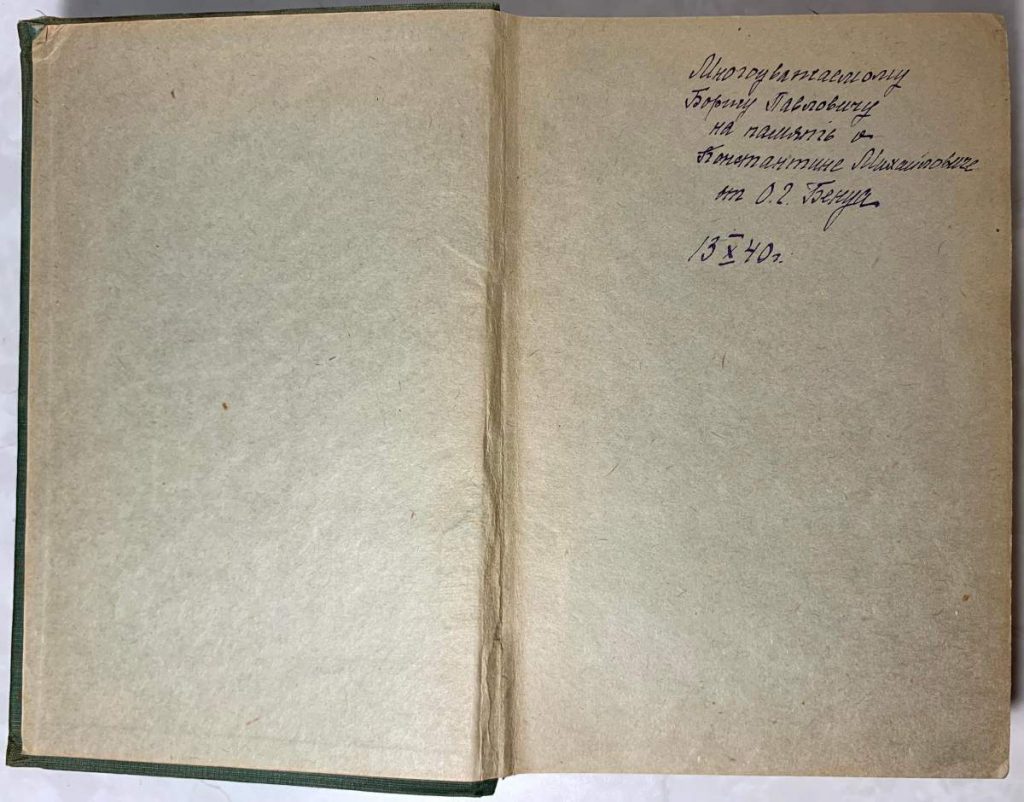 Многоуважаемому
Борису Павловичу
на память о
Константине Михайловиче
от О. Г.
13 X 40 г.